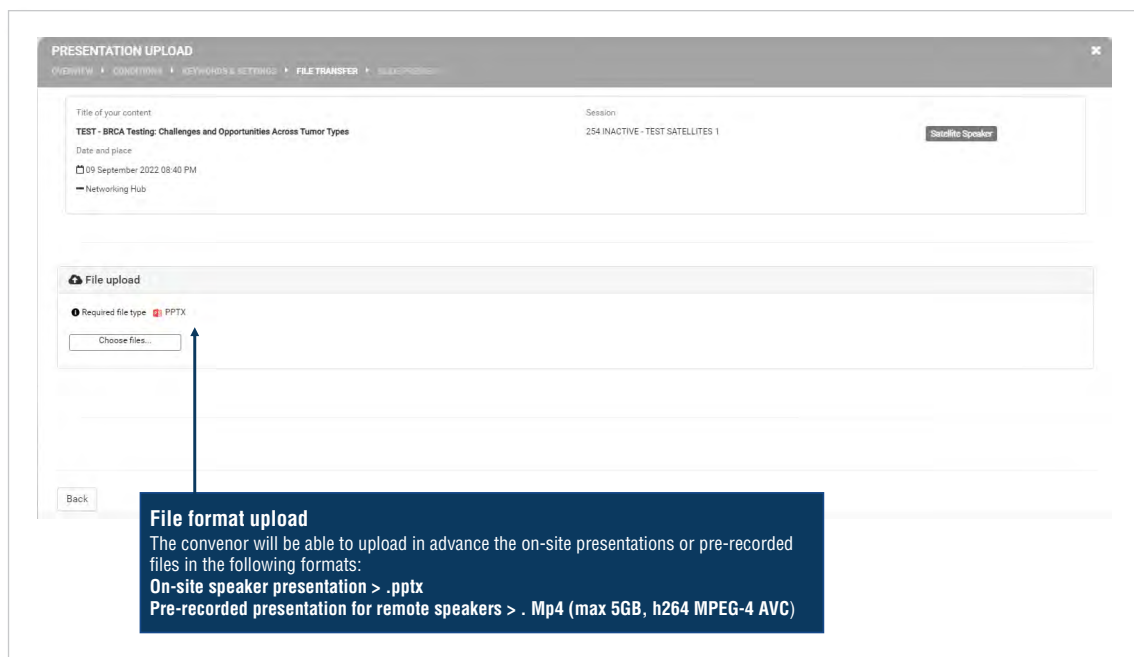 PRESENTATION UPLOAD
OVERVIEW CONDITIONS KEYWORDS & SETTINGS FILE TRANSFER
Title of your content
Session
TEST - BRCA Testing: Challenges and Opportunities Across Tumor Types
254 INACTIVE - TEST SATELLITES 1
Satellite Speaker
Date and place
09 September 2022 08:40 PM
Networking Hub
File upload
Required file type PPTX
Choose files...
Back
File format upload
The convenor will be able to upload in advance the on-site presentations or pre-recorded
files in the following formats:
On-site speaker presentation > .pptx
Pre-recorded presentation for remote speakers > . Mp4 (max 5GB, h264 MPEG-4 AVC)